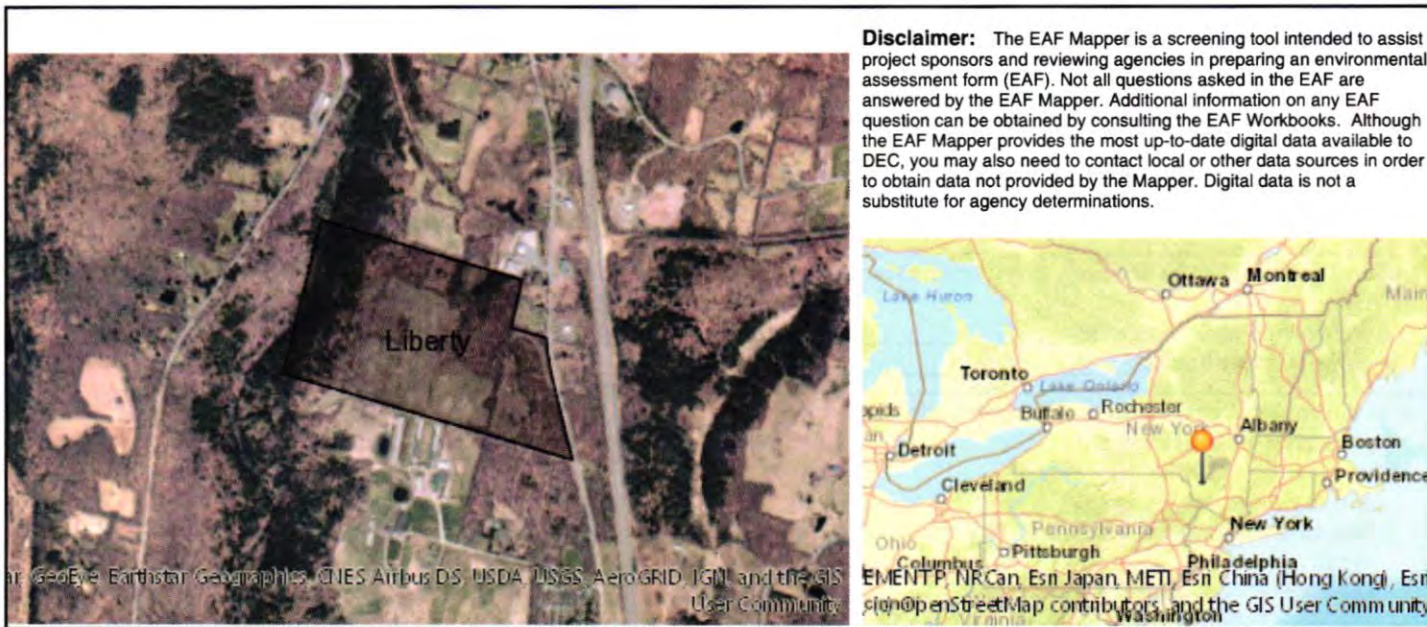 Disclaimer: The EAF Mapper is a screening tool intended to assist
project sponsors and reviewing agencies in preparing an environmental
assessment form (EAF). Not all questions asked in the EAF are
answered by the EAF Mapper. Additional information on any EAF
question can be obtained by consulting the EAF Workbooks. Although
the EAF Mapper provides the most up-to-date digital data available to
DEC, you may also need to contact local or other data sources in order
to obtain data not provided by the Mapper. Digital data is not a
substitute for agency determinations.
Liberty
GeoEye, Earthstar Geographics, CNES Airbus DS, USDA, USGS, AeroGRID, IGN, and the GIS
User Community
Ottawa
Montreal
Lake Huron
Toronto
Lake Ontario
Buffalo
Rochester
New York
Albany
Boston
Detroit
Providence
Cleveland
Pennsylvania
New York
Ohio
Pittsburgh
Columbus
Philadelphia
EMENT P, NRCan, Esri Japan, METI, Esri China (Hong Kong), Esri
OpenStreetMap contributors, and the GIS User Community
Virginia
Washington